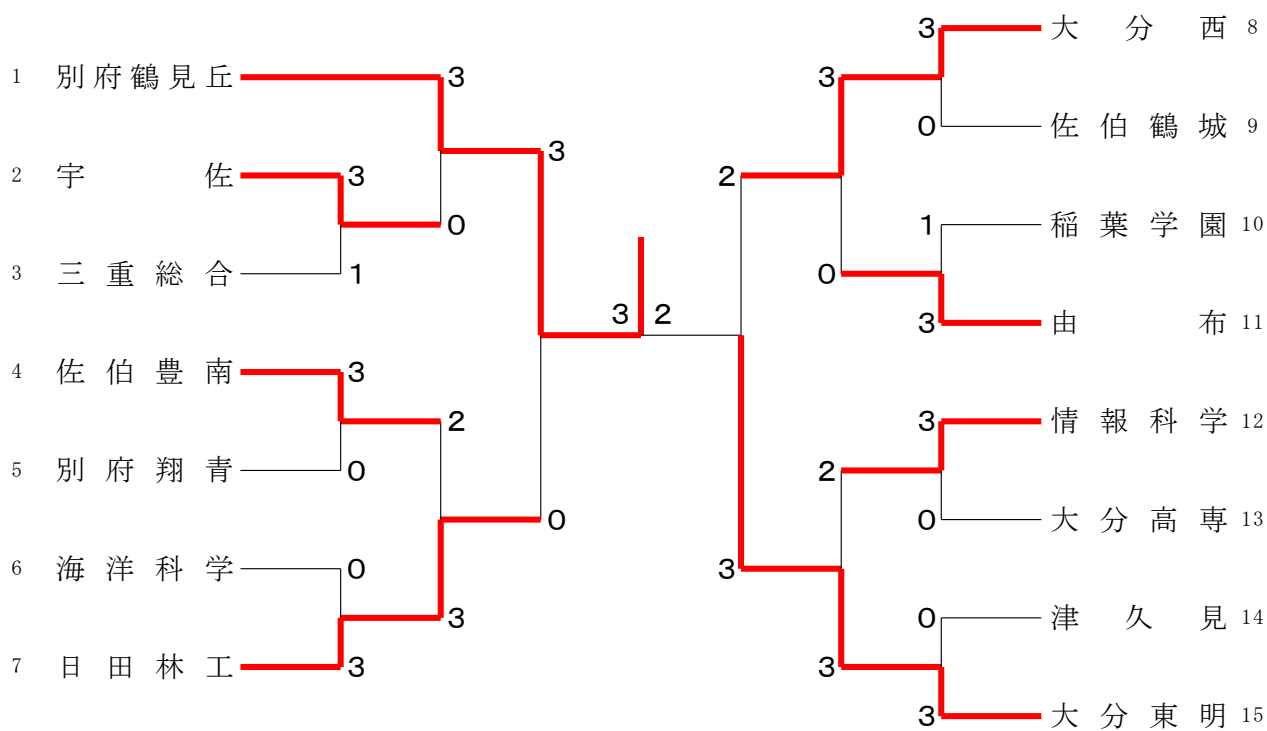 1 別府鶴見丘 3
3
2 宇佐 3
0
3 三重総合 1
4 佐伯豊南 3
2
5 別府翔青 0
0
6 海洋科学 0
3
7 日田林工 3
3 2
3 大分西 8
3
0 佐伯鶴城 9
2
1 稲葉学園 10
0
3 由布 11
3 情報科学 12
2
0 大分高専 13
3
0 津久見 14
3
3 大分東明 15